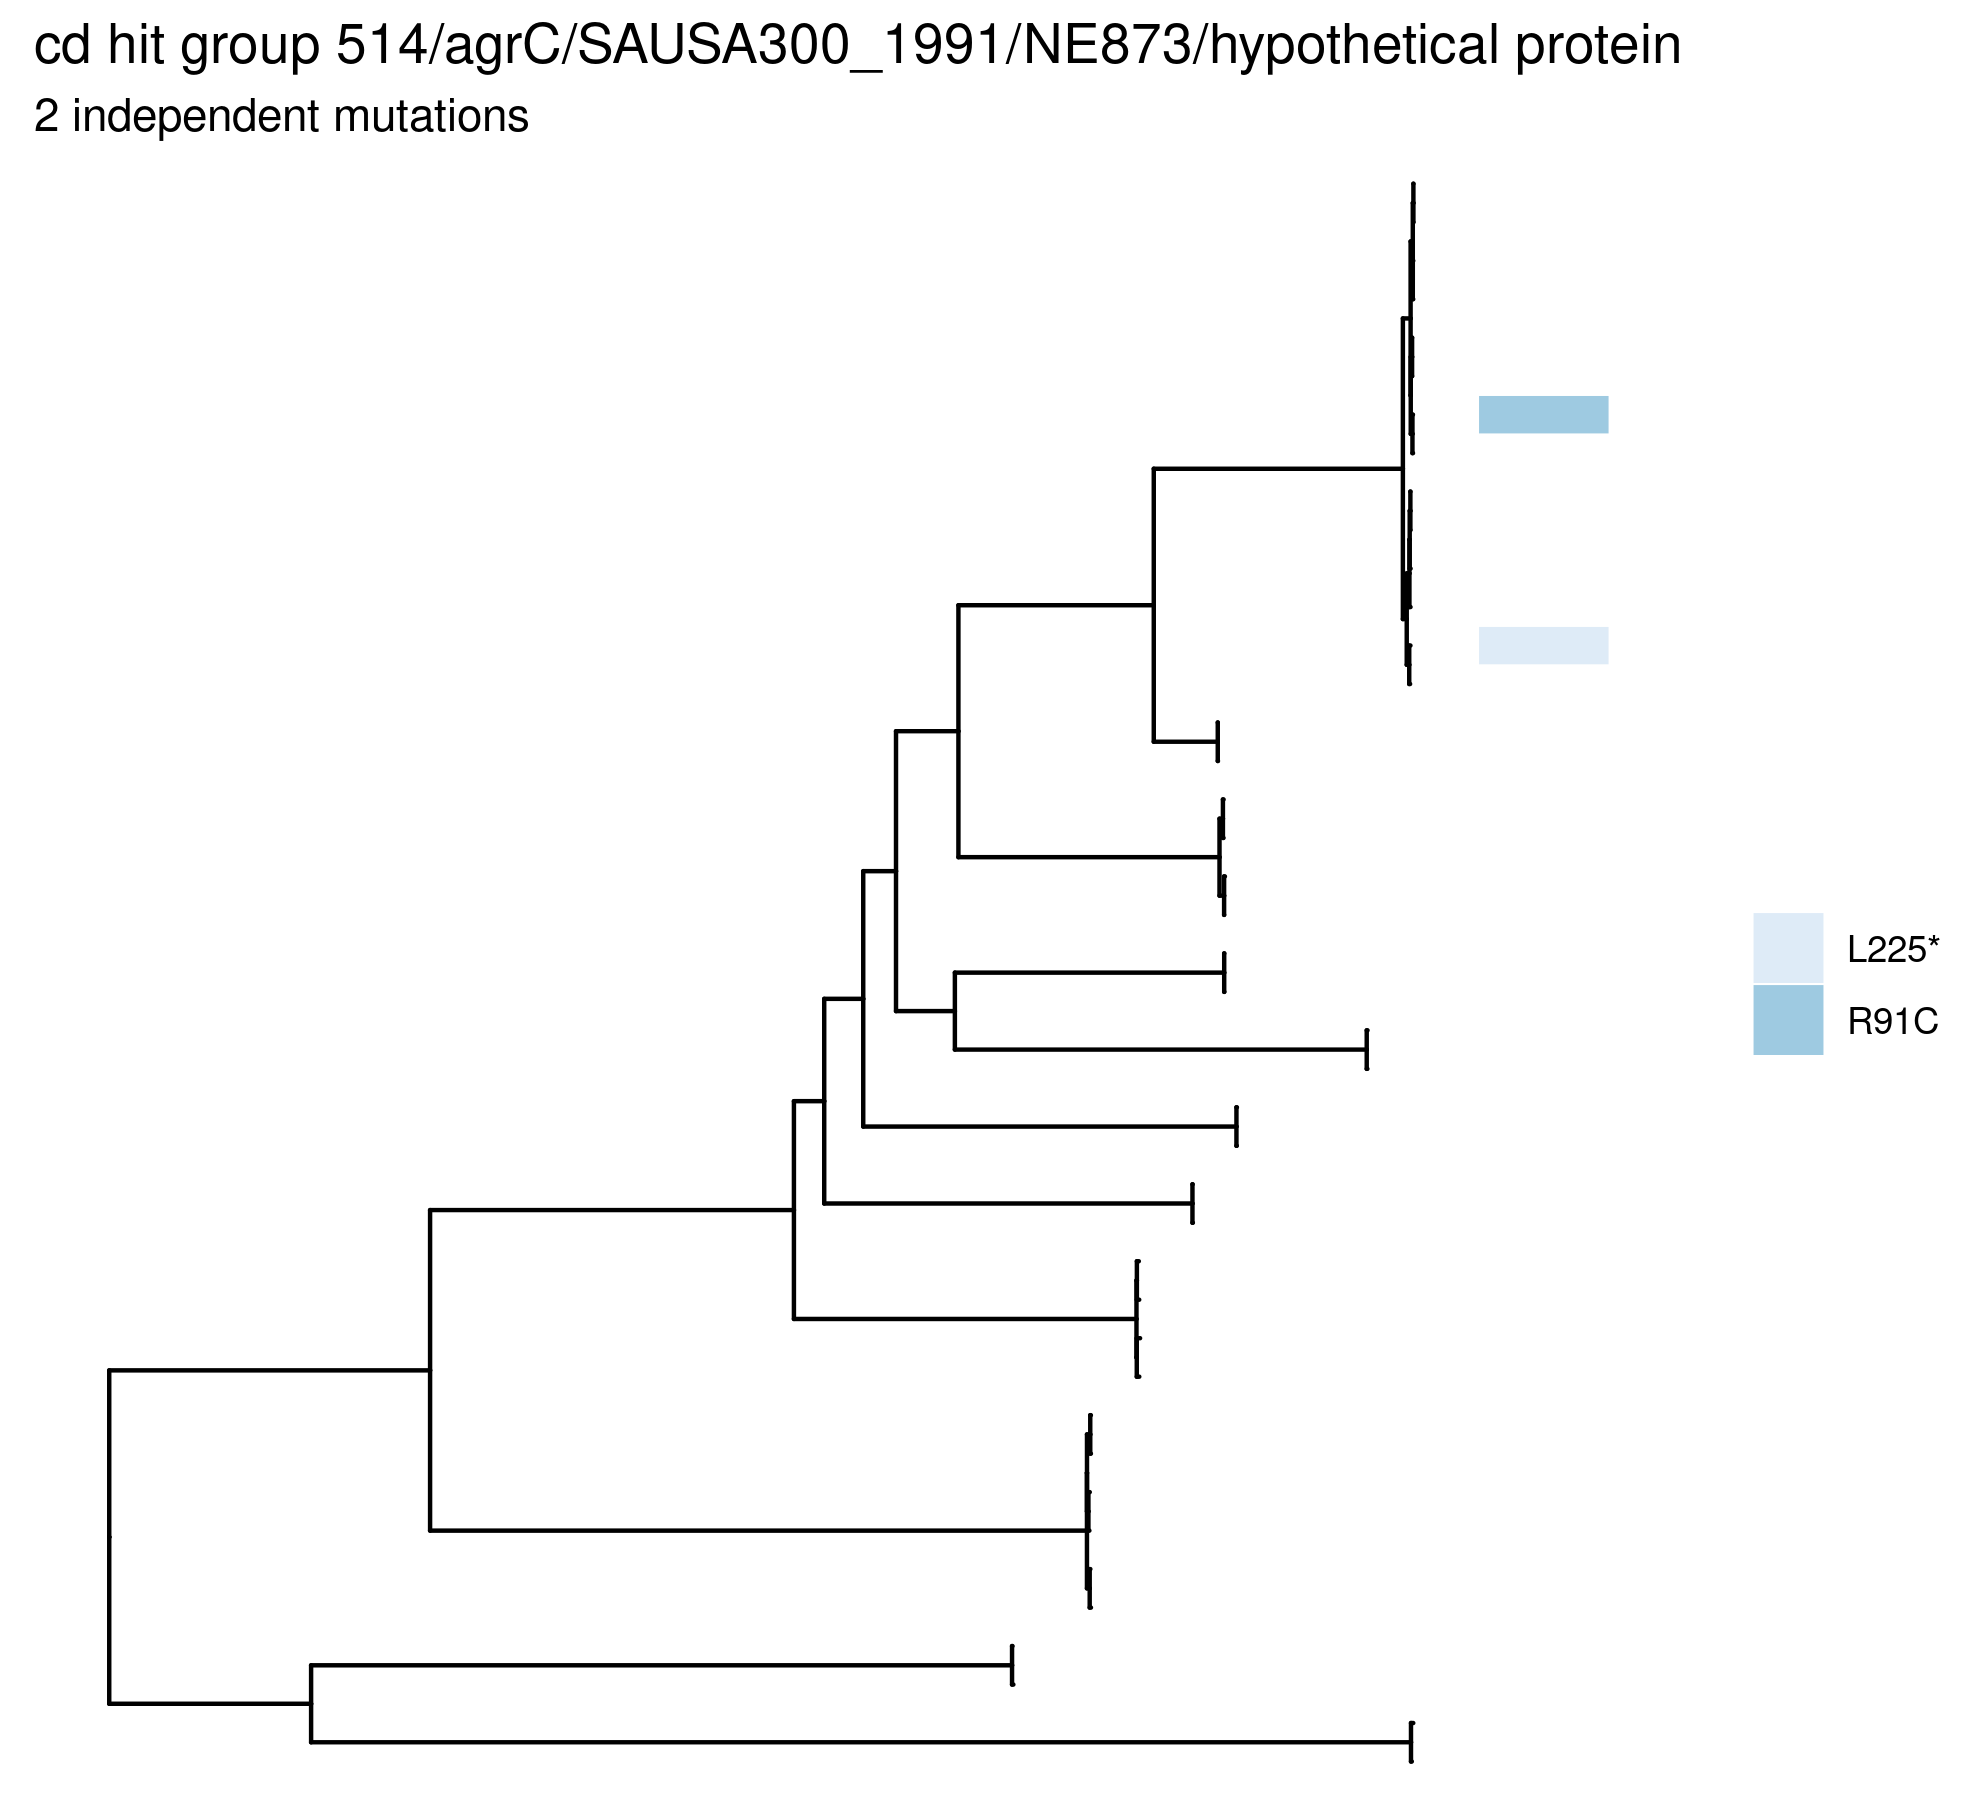 cd hit group 514/agrC/SAUSA300_1991/NE873/hypothetical protein
2 independent mutations
L225*
R91C